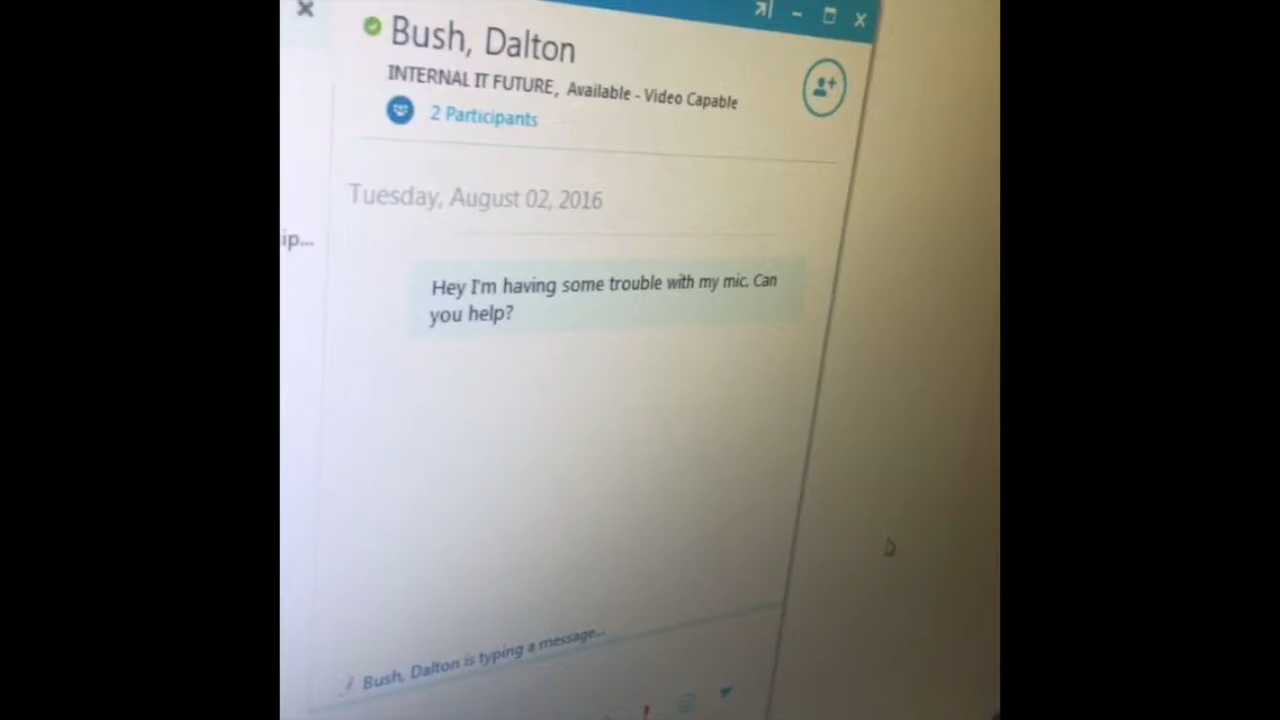 Bush, Dalton
INTERNAL IT FUTURE, Available - Video Capable
2 Participants
Tuesday, August 02, 2016
ip...
Hey I'm having some trouble with my mic. Can
you help?
Bush, Dalton is typing a message...